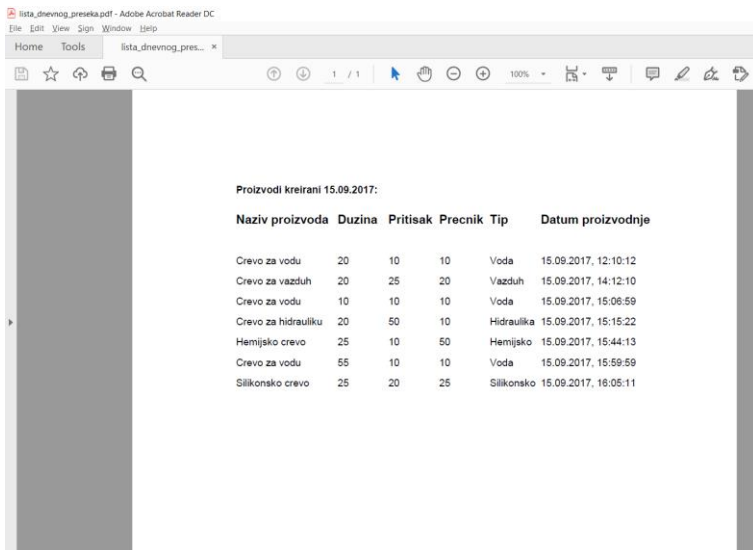 lista_dnevnog_preseka.pdf - Adobe Acrobat Reader DC
File Edit View Sign Window Help
Home Tools lista_dnevnog_pres... ×
1 / 1 100%
Proizvodi kreirani 15.09.2017:
Naziv proizvoda Duzina Pritisak Precnik Tip Datum proizvodnje
Crevo za vodu 20 10 10 Voda 15.09.2017, 12:10:12
Crevo za vazduh 20 25 20 Vazduh 15.09.2017, 14:12:10
Crevo za vodu 10 10 10 Voda 15.09.2017, 15:06:59
Crevo za hidrauliku 20 50 10 Hidraulika 15.09.2017, 15:15:22
Hemijsko crevo 25 10 50 Hemijsko 15.09.2017, 15:44:13
Crevo za vodu 55 10 10 Voda 15.09.2017, 15:59:59
Silikonsko crevo 25 20 25 Silikonsko 15.09.2017, 16:05:11